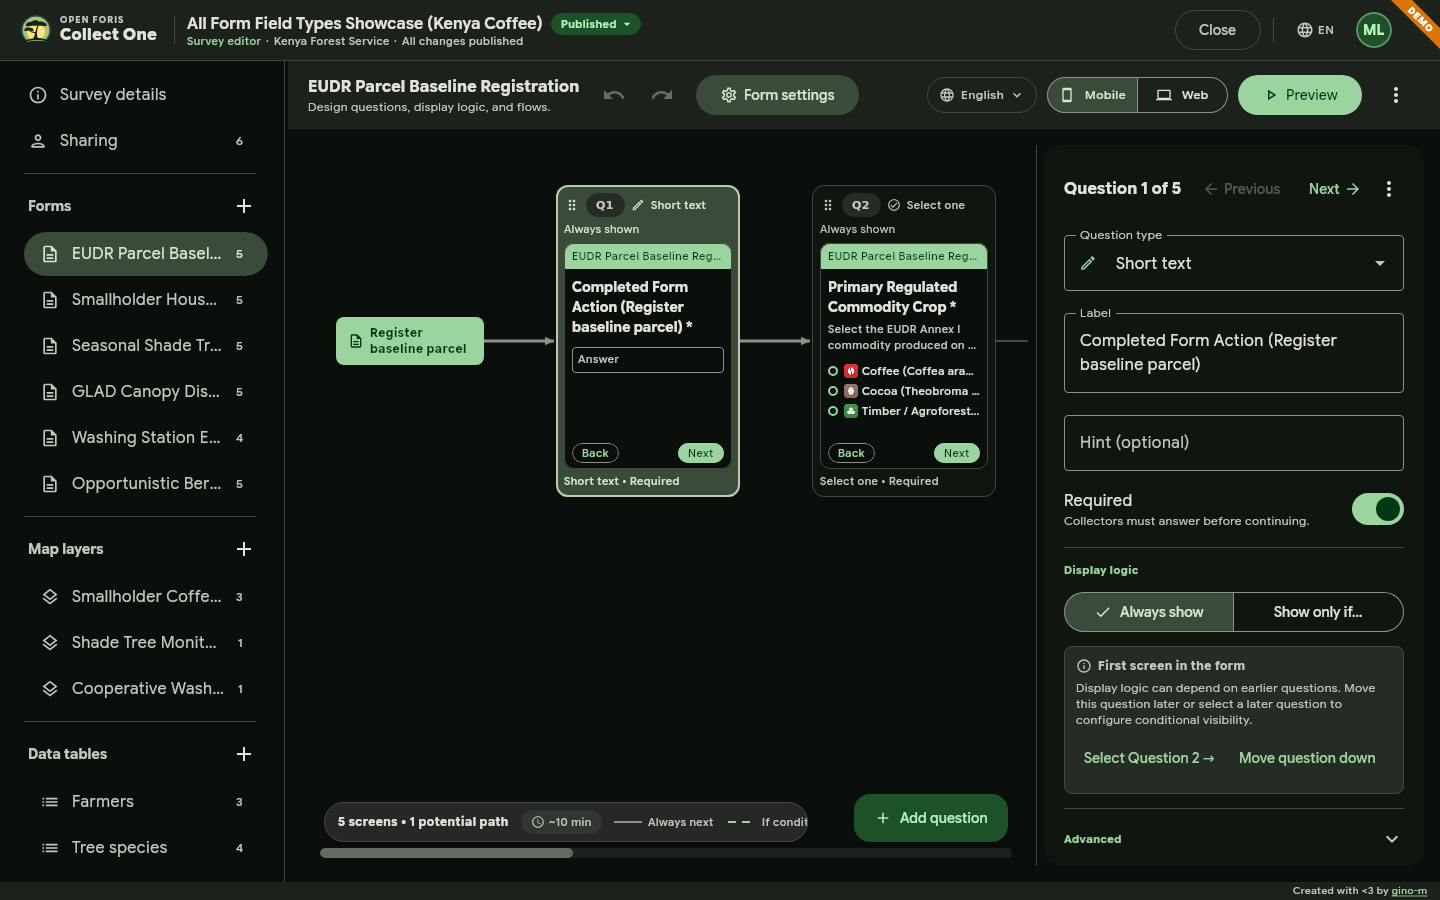 OPEN FORIS
Collect One
All Form Field Types Showcase (Kenya Coffee)
Published
Survey editor · Kenya Forest Service · All changes published
Close
EN
ML
DEMO
Survey details
Sharing 6
Forms
EUDR Parcel Basel... 5
Smallholder Hous... 5
Seasonal Shade Tr... 5
GLAD Canopy Dis... 5
Washing Station E... 4
Opportunistic Ber... 5
Map layers
Smallholder Coffe... 3
Shade Tree Monit... 1
Cooperative Wash... 1
Data tables
Farmers 3
Tree species 4
EUDR Parcel Baseline Registration
Design questions, display logic, and flows.
Form settings
English
Mobile
Web
Preview
Register
baseline parcel
Q1 Short text
Always shown
EUDR Parcel Baseline Reg...
Completed Form
Action (Register
baseline parcel) *
Answer
Back Next
Short text • Required
Q2 Select one
Always shown
EUDR Parcel Baseline Reg...
Primary Regulated
Commodity Crop *
Select the EUDR Annex I
commodity produced on ...
Coffee (Coffea ara...
Cocoa (Theobroma ...
Timber / Agroforest...
Back Next
Select one • Required
5 screens • 1 potential path
~10 min
Always next
If condit
Add question
Question 1 of 5
Previous
Next
Question type
Short text
Label
Completed Form Action (Register
baseline parcel)
Hint (optional)
Required
Collectors must answer before continuing.
Display logic
Always show
Show only if...
First screen in the form
Display logic can depend on earlier questions. Move
this question later or select a later question to
configure conditional visibility.
Select Question 2 →
Move question down
Advanced
Created with <3 by gino-m